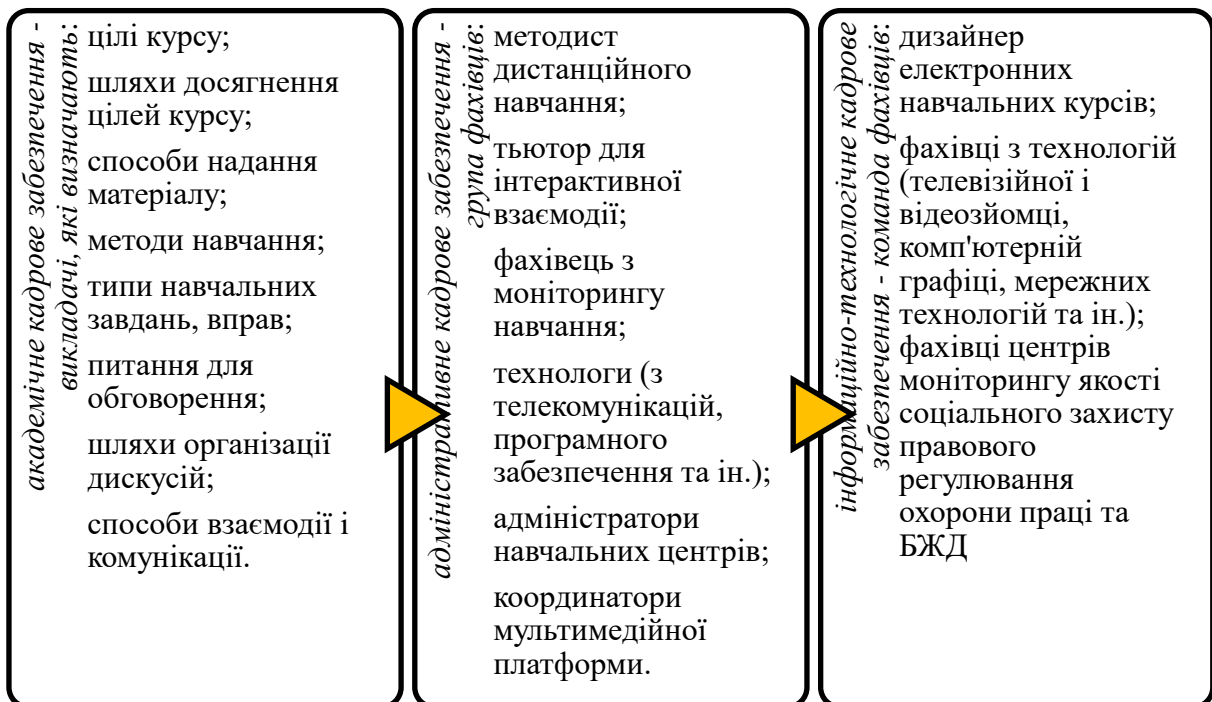 академічне кадрове забезпечення -
викладачі, які визначають:
цілі курсу;
шляхи досягнення
цілей курсу;
способи надання
матеріалу;
методи навчання;
типи навчальних
завдань, вправ;
питання для
обговорення;
шляхи організації
дискусій;
способи взаємодії і
комунікації.
адміністративне кадрове забезпечення -
група фахівців:
методист
дистанційного
навчання;
тьютор для
інтерактивної
взаємодії;
фахівець з
моніторингу
навчання;
технологи (з
телекомунікацій,
програмного
забезпечення та ін.);
адміністратори
навчальних центрів;
координатори
мультимедійної
платформи.
інформаційно-технологічне кадрове
забезпечення - команда фахівців:
дизайнер
електронних
навчальних курсів;
фахівці з технологій
(телевізійної і
відеозйомці,
комп'ютерній
графіці, мережних
технологій та ін.);
фахівці центрів
моніторингу якості
соціального захисту
правового
регулювання
охорони праці та
БЖД